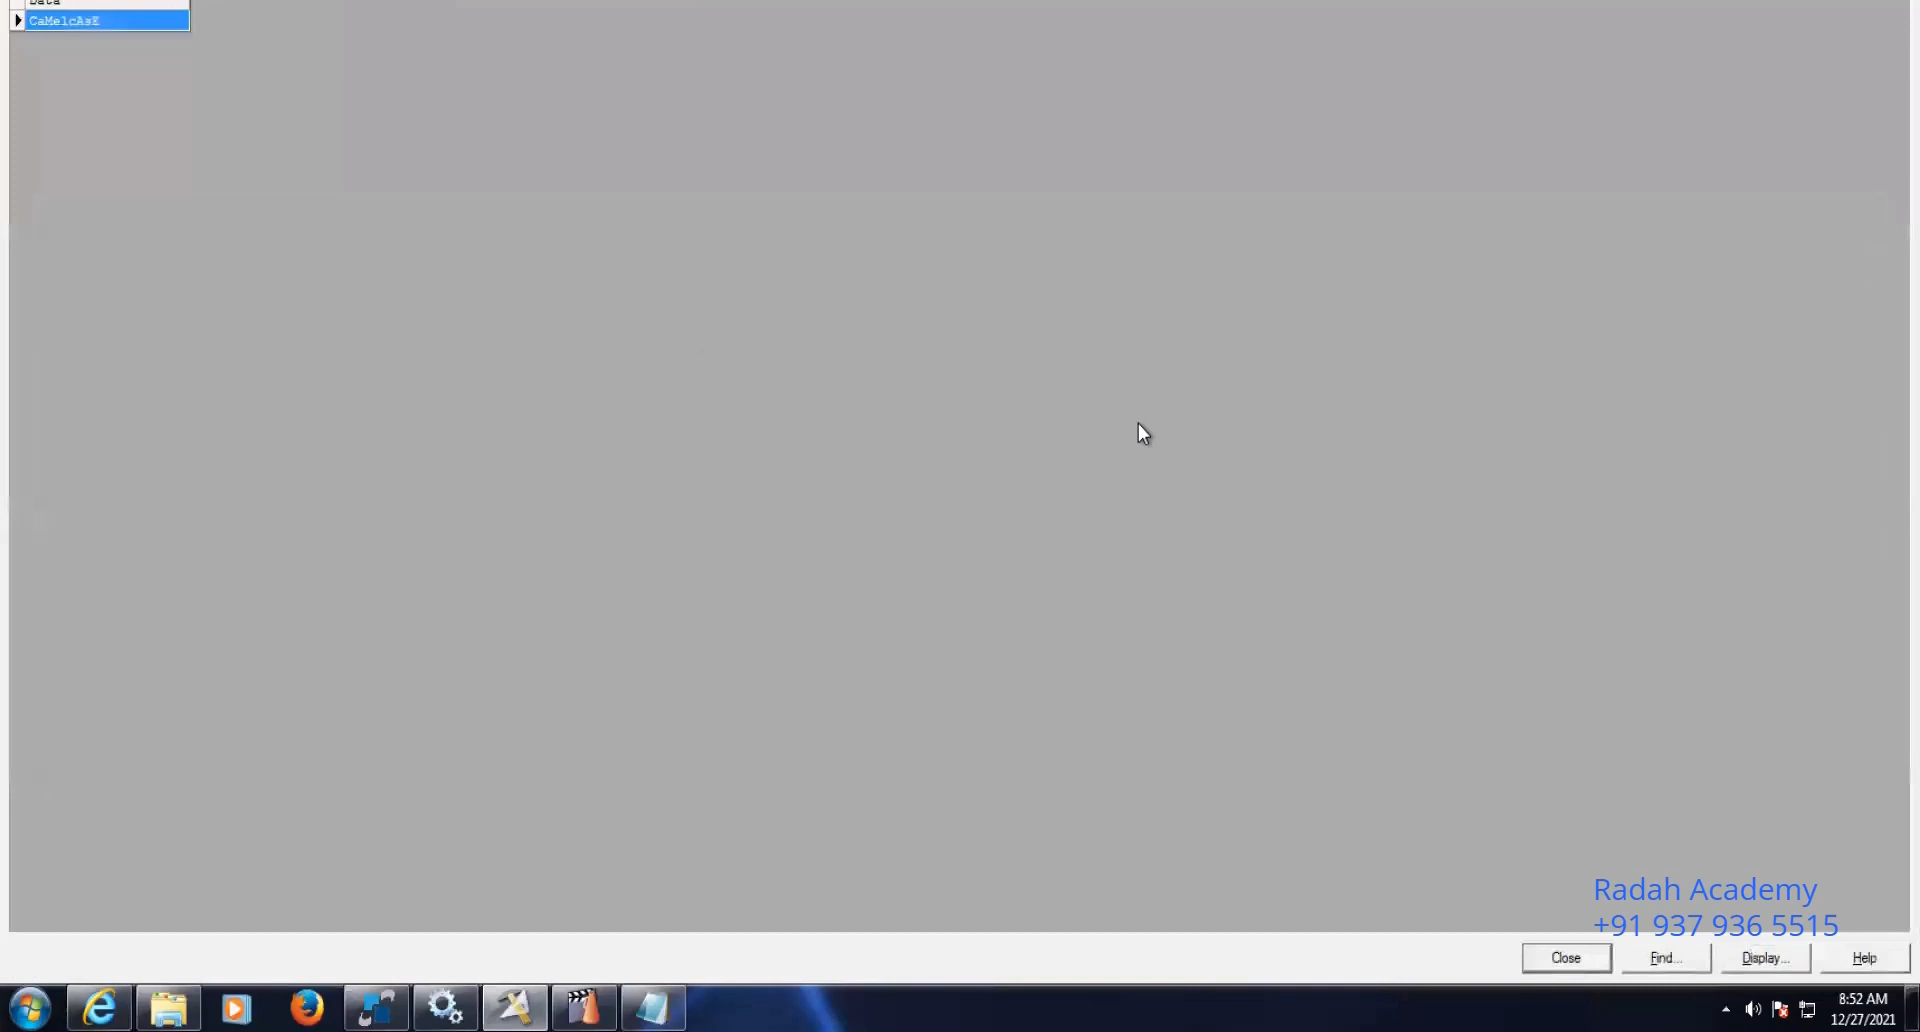 Data
CaMelcAsE
Radah Academy
+91 937 936 5515
Close
Find...
Display...
Help
8:52 AM
12/27/2021